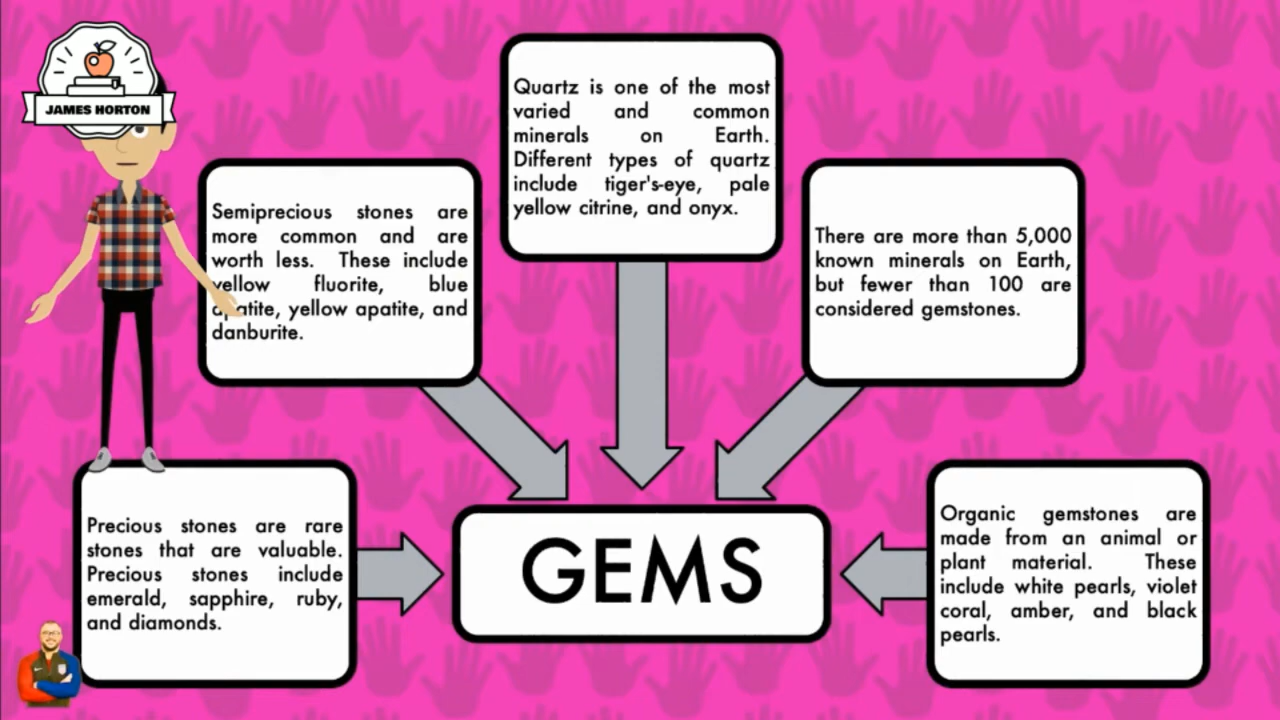 JAMES HORTON
Quartz is one of the most
varied and common
minerals on Earth.
Different types of quartz
include tiger's-eye, pale
yellow citrine, and onyx.
Semiprecious stones are
more common and are
worth less. These include
yellow fluorite, blue
apatite, yellow apatite, and
danburite.
There are more than 5,000
known minerals on Earth,
but fewer than 100 are
considered gemstones.
Precious stones are rare
stones that are valuable.
Precious stones include
emerald, sapphire, ruby,
and diamonds.
GEMS
Organic gemstones are
made from an animal or
plant material. These
include white pearls, violet
coral, amber, and black
pearls.